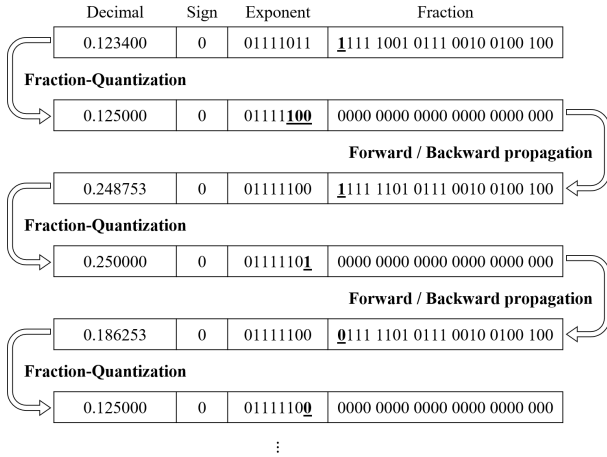 Decimal Sign Exponent Fraction
0.123400 0 01111011 1111 1001 0111 0010 0100 100
Fraction-Quantization
0.125000 0 01111100 0000 0000 0000 0000 0000 000
Forward / Backward propagation
0.248753 0 01111100 1111 1101 0111 0010 0100 100
Fraction-Quantization
0.250000 0 01111101 0000 0000 0000 0000 0000 000
Forward / Backward propagation
0.186253 0 01111100 0111 1101 0111 0010 0100 100
Fraction-Quantization
0.125000 0 01111100 0000 0000 0000 0000 0000 000
⋮